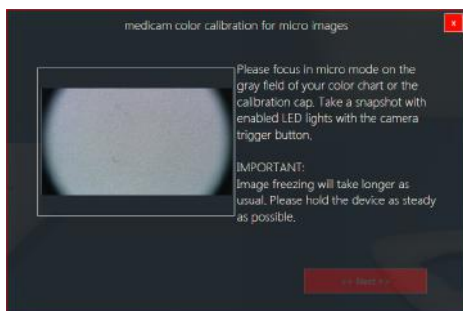 medicam color calibration for micro images
x
Please focus in micro mode on the
gray field of your color chart or the
calibration cap. Take a snapshot with
enabled LED lights with the camera
trigger button.
IMPORTANT:
Image freezing will take longer as
usual. Please hold the device as steady
as possible.
>> Next >>